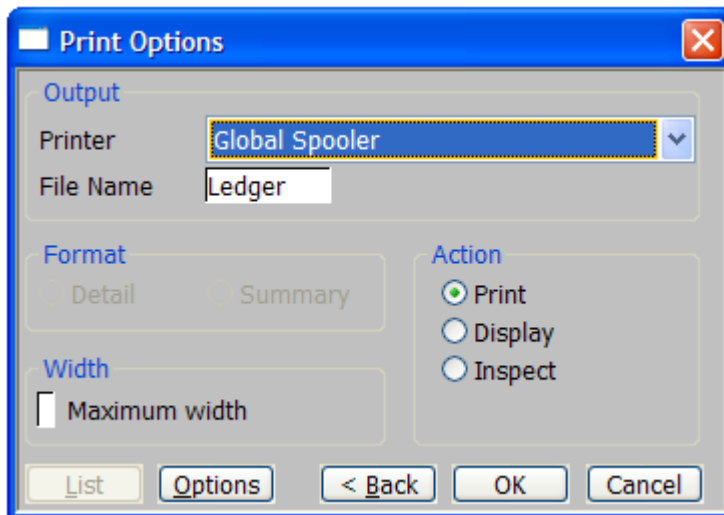 Print Options
Output
Printer Global Spooler
File Name Ledger
Format
Detail Summary
Width
Maximum width
Action
Print
Display
Inspect
List Options < Back OK Cancel